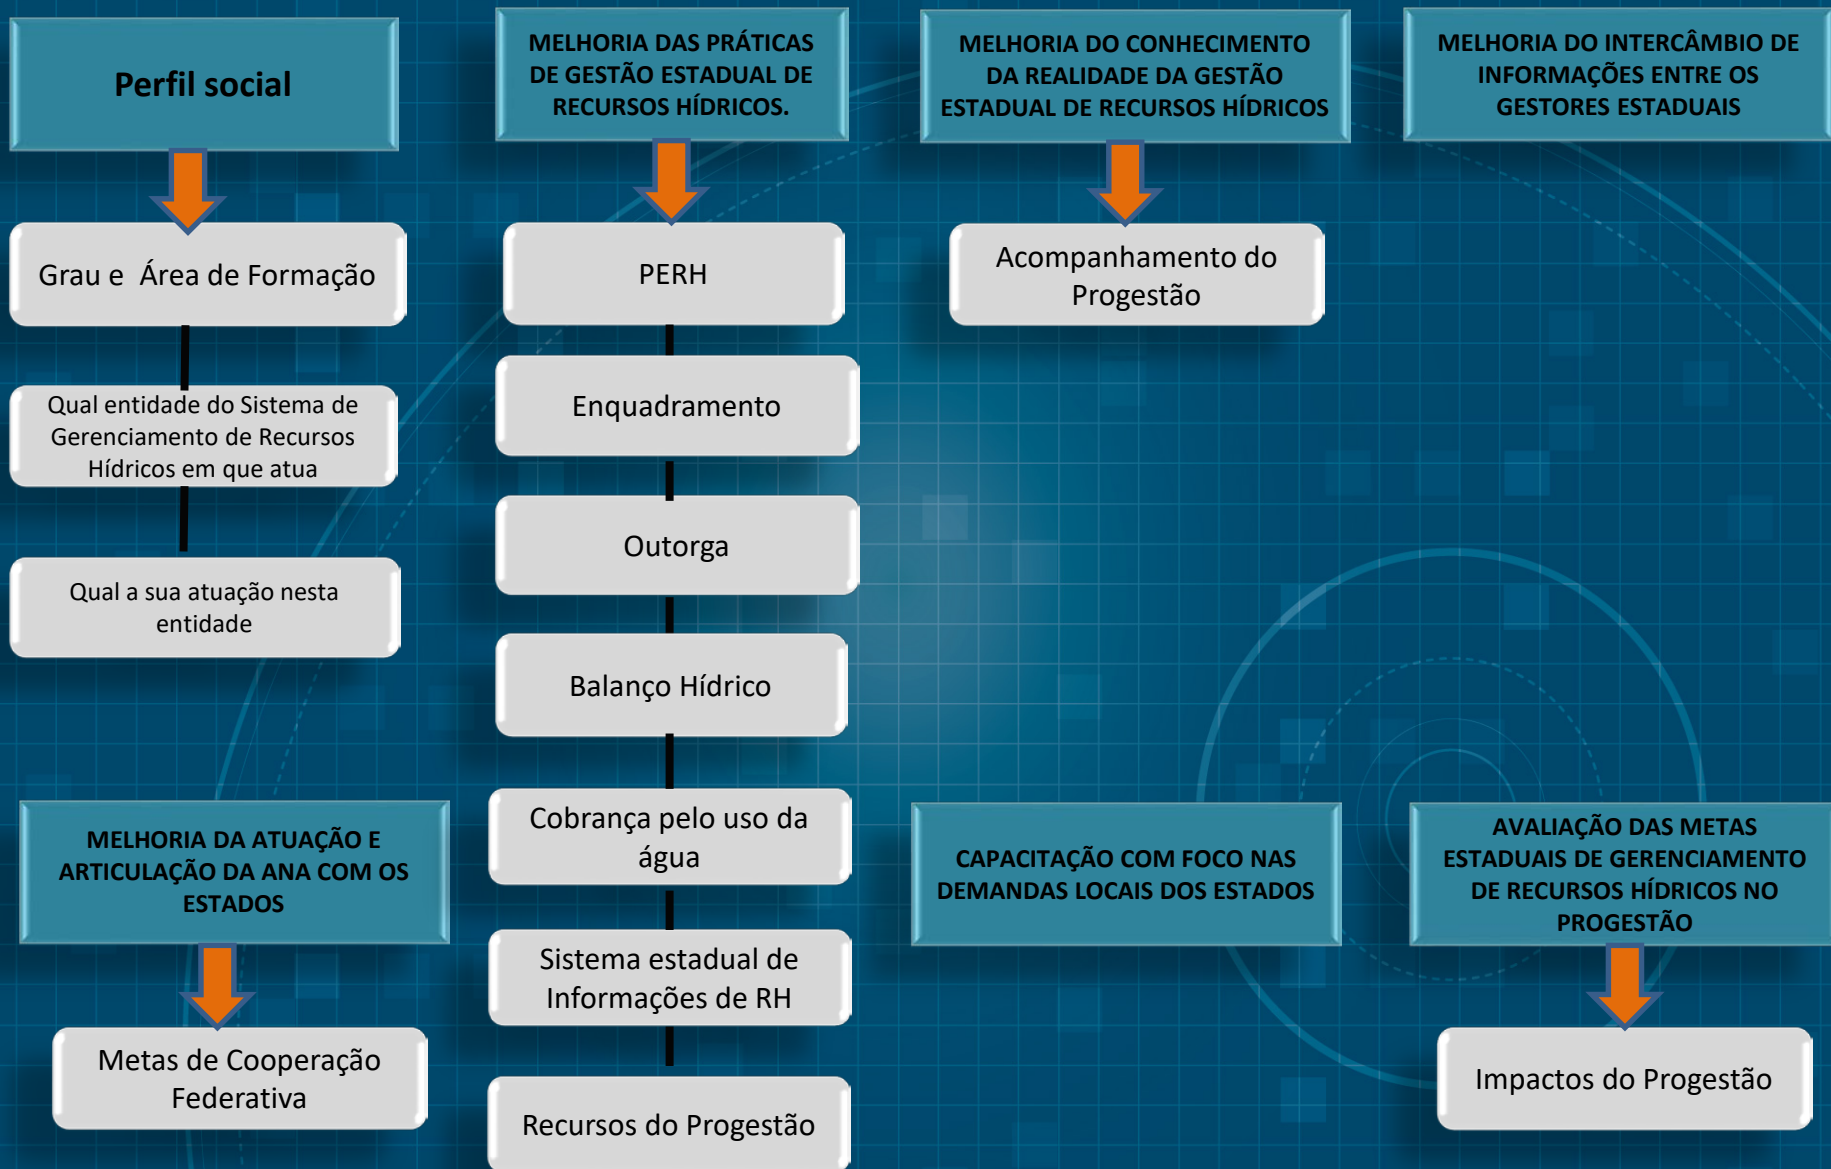 Perfil social
Grau e  Área de Formação
Qual entidade do Sistema de
Gerenciamento de Recursos
Hídricos em que atua
Qual a sua atuação nesta
entidade
MELHORIA DAS PRÁTICAS
DE GESTÃO ESTADUAL DE
RECURSOS HÍDRICOS.
PERH
Enquadramento
Outorga
Balanço Hídrico
Cobrança pelo uso da
água
Sistema estadual de
Informações de RH
Recursos do Progestão
MELHORIA DO CONHECIMENTO
DA REALIDADE DA GESTÃO
ESTADUAL DE RECURSOS HÍDRICOS
Acompanhamento do
Progestão
MELHORIA DO INTERCÂMBIO DE
INFORMAÇÕES ENTRE OS
GESTORES ESTADUAIS
MELHORIA DA ATUAÇÃO E
ARTICULAÇÃO DA ANA COM OS
ESTADOS
Metas de Cooperação
Federativa
CAPACITAÇÃO COM FOCO NAS
DEMANDAS LOCAIS DOS ESTADOS
AVALIAÇÃO DAS METAS
ESTADUAIS DE GERENCIAMENTO
DE RECURSOS HÍDRICOS NO
PROGESTÃO
Impactos do Progestão